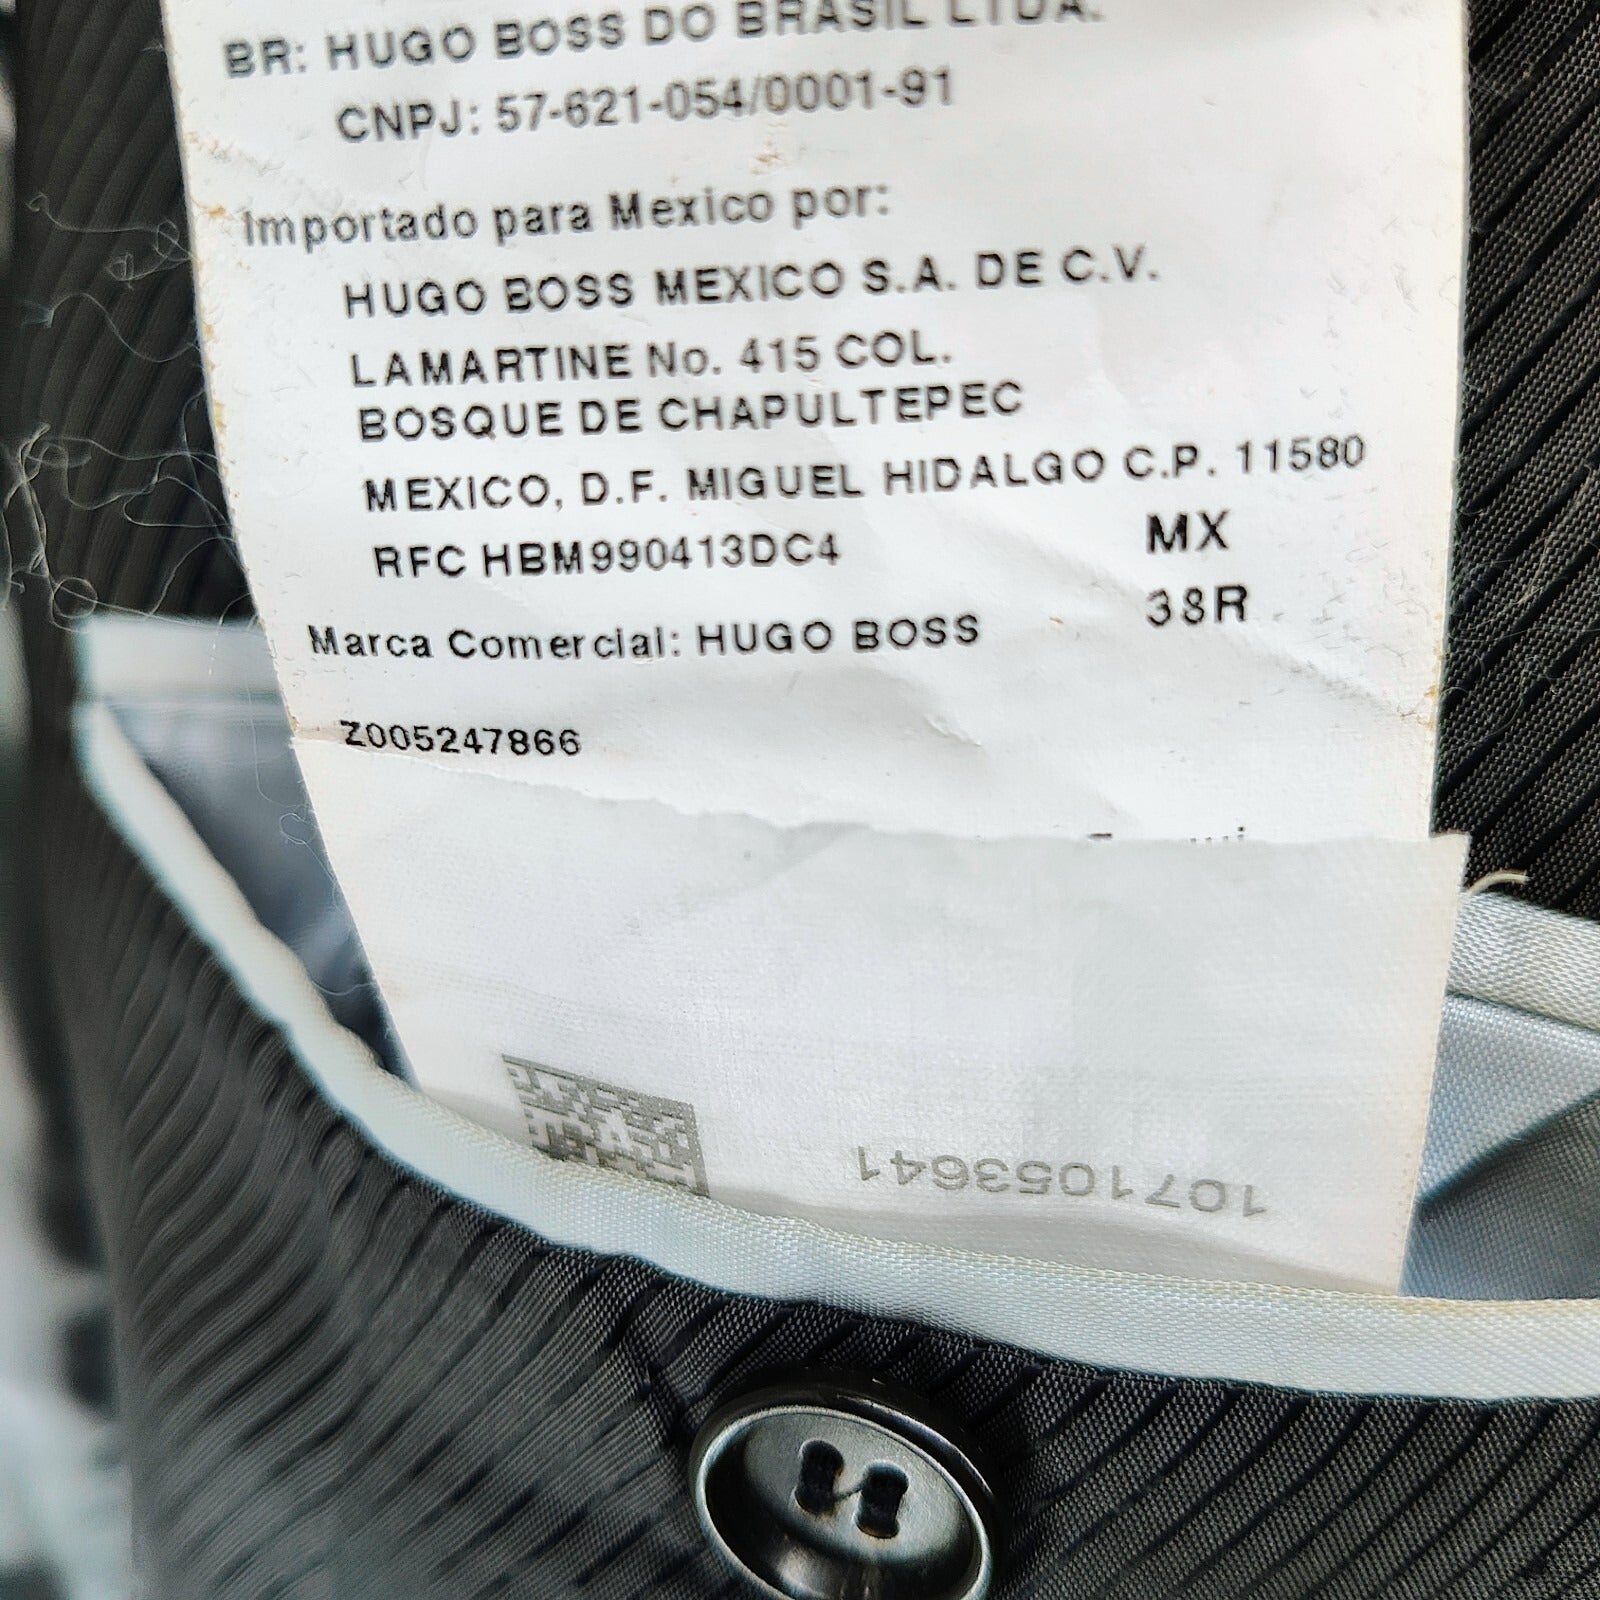 BR: HUGO BOSS DO BRASIL LTDA.
CNPJ: 57-621-054/0001-91
Importado para Mexico por:
HUGO BOSS MEXICO S.A. DE C.V.
LAMARTINE No. 415 COL.
BOSQUE DE CHAPULTEPEC
MEXICO, D.F. MIGUEL HIDALGO C.P. 11580
RFC HBM990413DC4
MX
38R
Marca Comercial: HUGO BOSS
Z005247866
1071053641